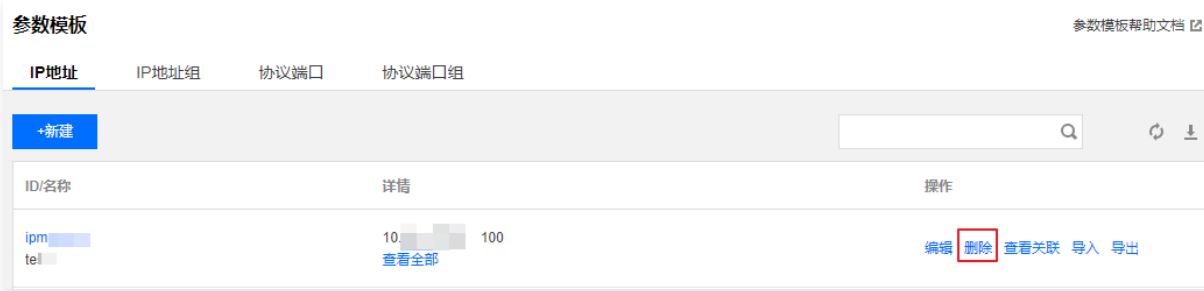 参数模板
参数模板帮助文档
IP地址 IP地址组 协议端口 协议端口组
+新建
ID/名称 详情 操作
ipm 10. 100 编辑 删除 查看关联 导入 导出
查看全部